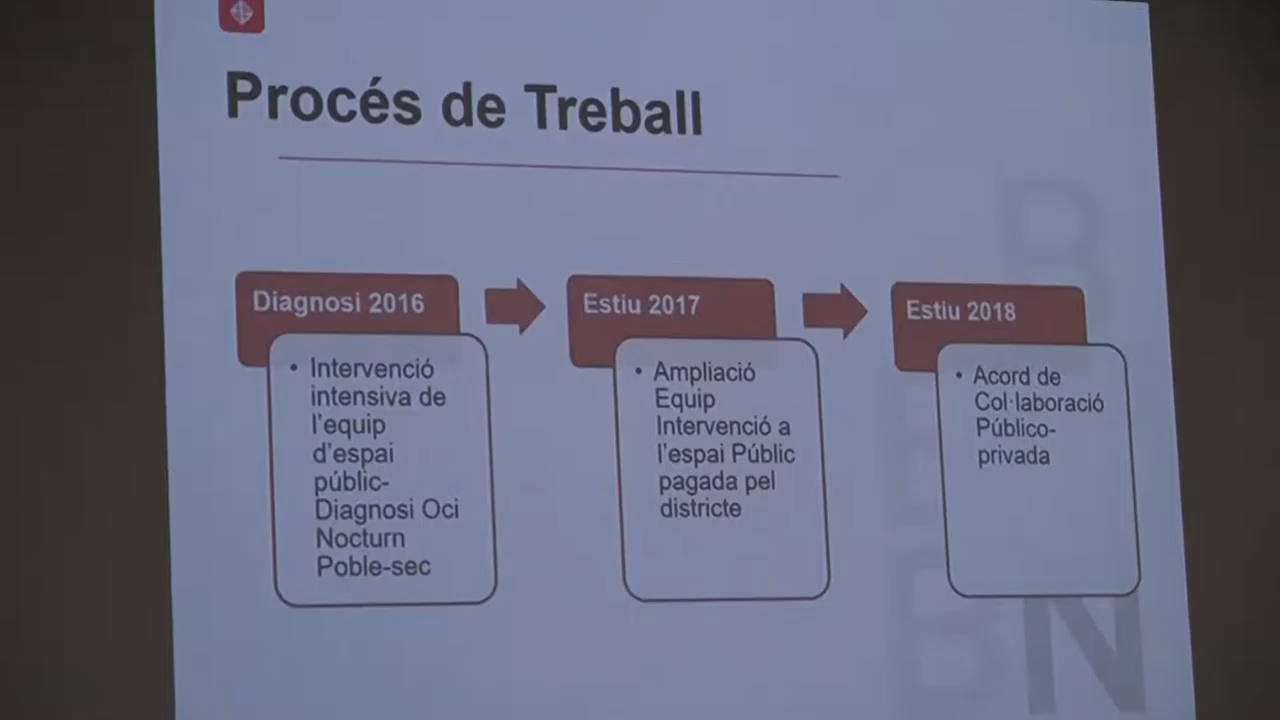 Procés de Treball
Diagnosi 2016
• Intervenció
intensiva de
l'equip
d'espai
públic-
Diagnosi Oci
Nocturn
Poble-sec
Estiu 2017
• Ampliació
Equip
Intervenció a
l'espai Públic
pagada pel
districte
Estiu 2018
• Acord de
Col·laboració
Público-
privada